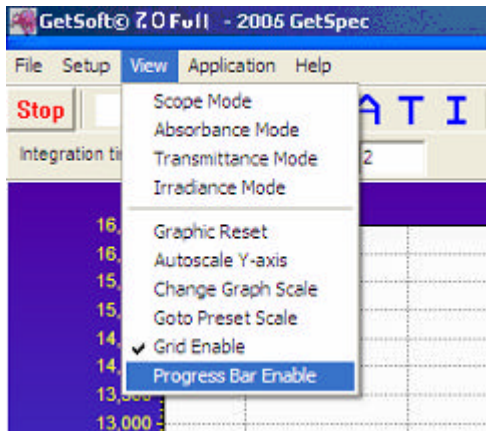 GetSoft© 7.0 Full - 2006 GetSpec
File Setup View Application Help
Stop
A T I
Integration ti
2
Scope Mode
Absorbance Mode
Transmittance Mode
Irradiance Mode
Graphic Reset
Autoscale Y-axis
Change Graph Scale
Goto Preset Scale
Grid Enable
Progress Bar Enable
16,
16,
15,
15,
14,
14,
13,500
13,000